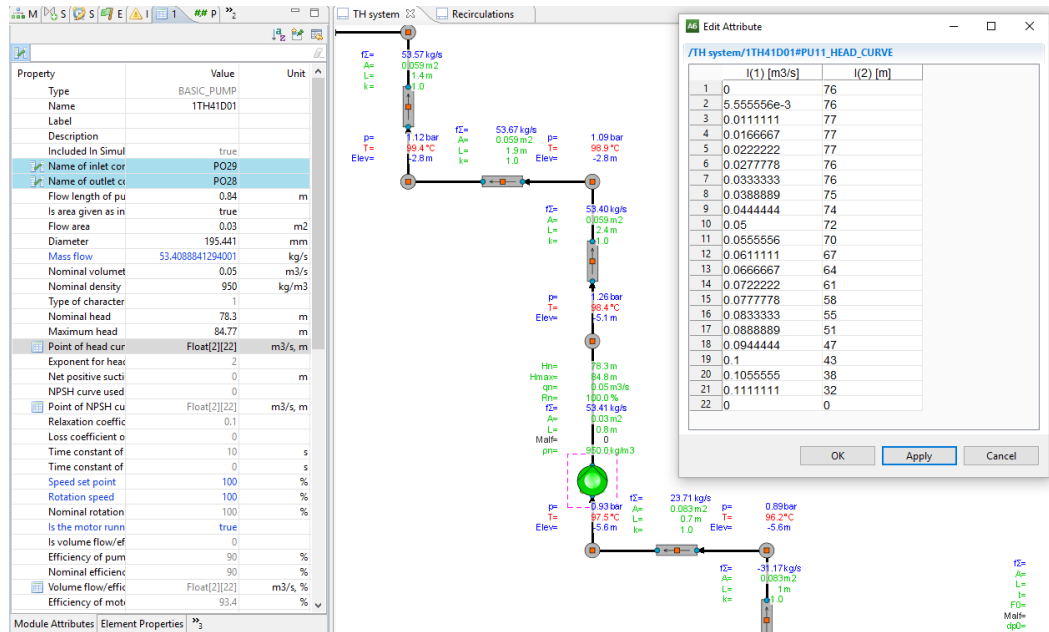 M S S E I 1 ## P »2
Property Value Unit
Type BASIC_PUMP
Name 1TH41D01
Label
Description
Included In Simul true
Name of inlet cor PO29
Name of outlet cc PO28
Flow length of pu 0.84 m
Is area given as in true
Flow area 0.03 m2
Diameter 195.441 mm
Mass flow 53.4088841294001 kg/s
Nominal volumet 0.05 m3/s
Nominal density 950 kg/m3
Type of character 1
Nominal head 78.3 m
Maximum head 84.77 m
Point of head cur Float[2][22] m3/s, m
Exponent for head 2
Net positive sucti 0 m
NPSH curve used 0
Point of NPSH cu Float[2][22] m3/s, m
Relaxation coeffic 0.1
Loss coefficient o 0
Time constant of 10 s
Time constant of 0 s
Speed set point 100 %
Rotation speed 100 %
Nominal rotation 100 %
Is the motor runn true
Is volume flow/ef 0
Efficiency of pum 90 %
Nominal efficienc 90 %
Volume flow/effic Float[2][22] m3/s, %
Efficiency of moto 93.4 %
Module Attributes Element Properties »3
TH system Recirculations
fΣ= 53.57 kg/s
A= 0.059 m2
L= 1.4 m
k= 1.0
p= 1.12 bar
T= 99.4 °C
Elev= -2.8 m
fΣ= 53.67 kg/s
A= 0.059 m2
L= 1.9 m
k= 1.0
p= 1.09 bar
T= 98.9 °C
Elev= -2.8 m
fΣ= 53.40 kg/s
A= 0.059 m2
L= 2.4 m
k= 1.0
p= 1.26 bar
T= 98.4 °C
Elev= -5.1 m
Hn= 78.3 m
Hmax= 84.8 m
qn= 0.05 m3/s
Rn= 100.0 %
fΣ= 53.41 kg/s
A= 0.03 m2
L= 0.8 m
Malf= 0
ρn= 950.0 kg/m3
p= 0.93 bar
T= 97.5 °C
Elev= -5.6 m
fΣ= 23.71 kg/s
A= 0.083 m2
L= 0.7 m
k= 1.0
p= 0.89 bar
T= 96.2 °C
Elev= -5.6 m
fΣ= -31.17 kg/s
A= 0.083 m2
L= 1 m
k= 1.0
fΣ=
A=
L=
t=
F0=
Malf=
dp0=
A6 Edit Attribute
/TH system/1TH41D01#PU11_HEAD_CURVE
I(1) [m3/s] I(2) [m]
1 0 76
2 5.555556e-3 76
3 0.0111111 77
4 0.0166667 77
5 0.0222222 77
6 0.0277778 76
7 0.0333333 76
8 0.0388889 75
9 0.0444444 74
10 0.05 72
11 0.0555556 70
12 0.0611111 67
13 0.0666667 64
14 0.0722222 61
15 0.0777778 58
16 0.0833333 55
17 0.0888889 51
18 0.0944444 47
19 0.1 43
20 0.1055555 38
21 0.1111111 32
22 0 0
OK Apply Cancel